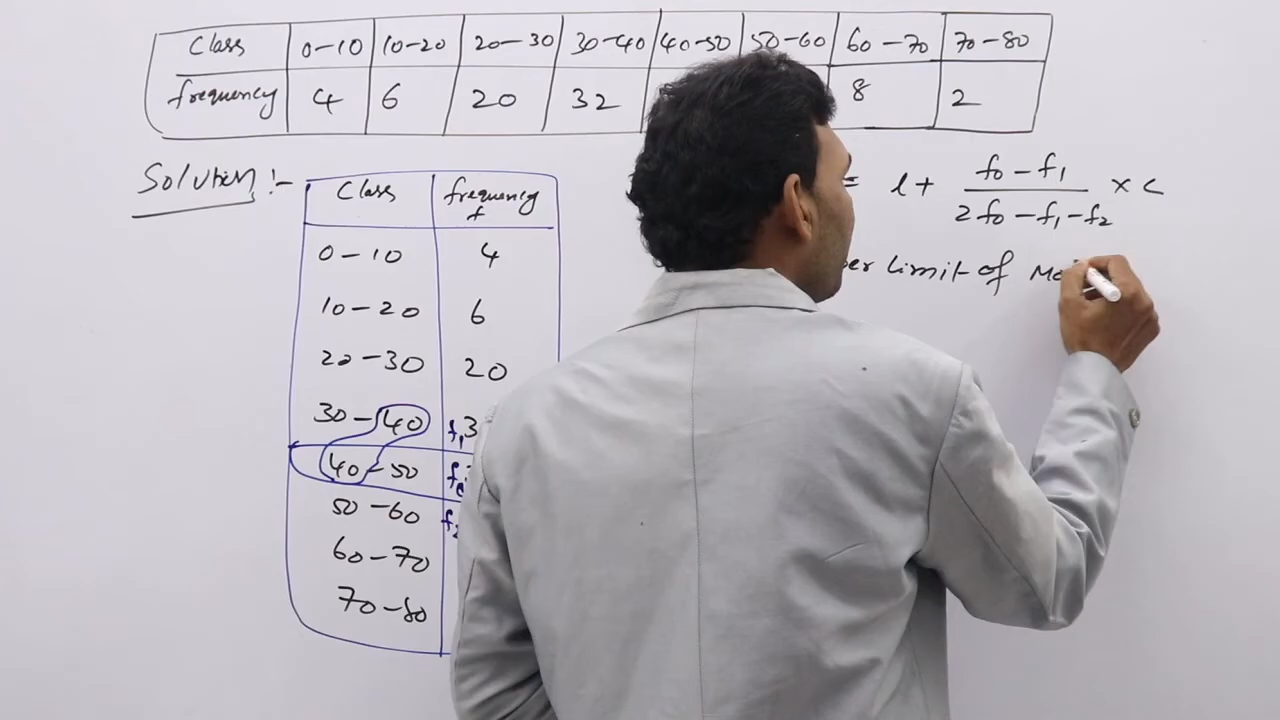 Class 0-10 10-20 20-30 30-40 40-50 50-60 60-70 70-80
frequency 4 6 20 32 8 2
Solution :-
Class frequency f
0-10 4
10-20 6
20-30 20
30-40 f₁ 3
40-50
50-60
60-70
70-80
= l + (f₀ - f₁) / (2f₀ - f₁ - f₂) × c
Limit of